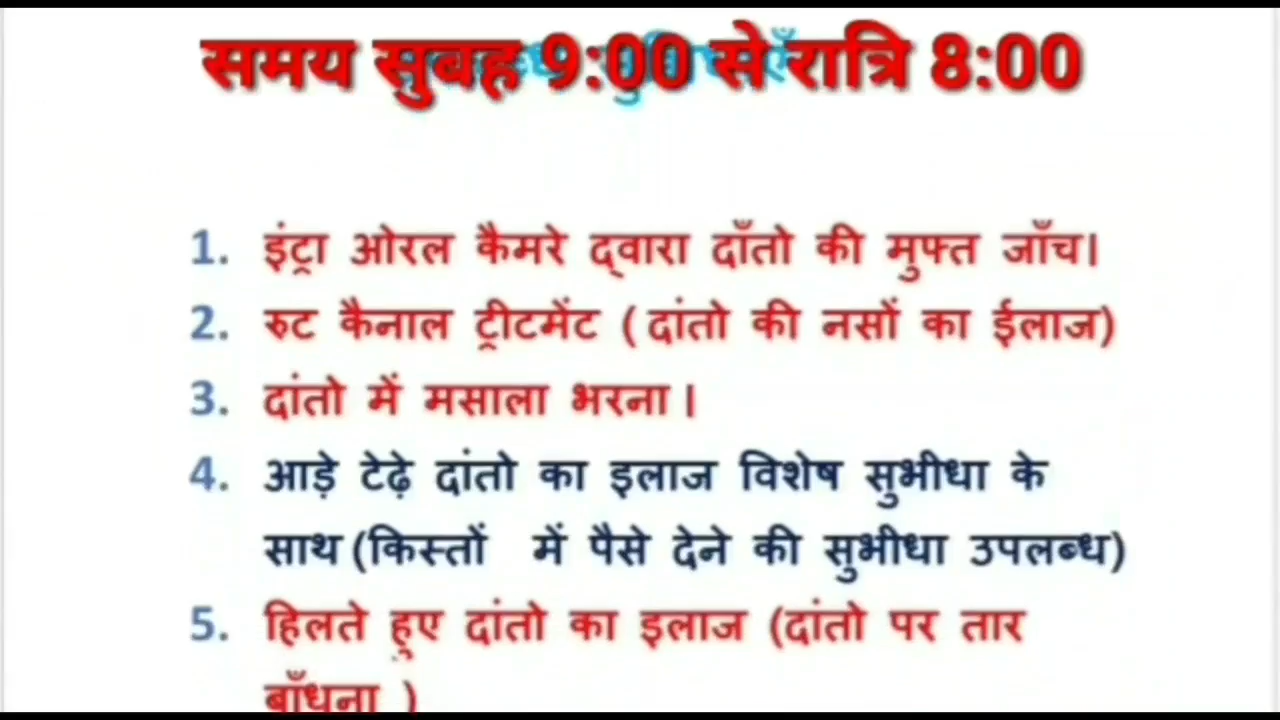 समय सुबह 9:00 से रात्रि 8:00
1. इंट्रा ओरल कैमरे द्वारा दाँतो की मुफ्त जाँच।
2. रुट कैनाल ट्रीटमेंट ( दांतो की नसों का ईलाज)
3. दांतो में मसाला भरना।
4. आड़े टेढ़े दांतो का इलाज विशेष सुभीधा के
साथ (किस्तों में पैसे देने की सुभीधा उपलब्ध)
5. हिलते हुए दांतो का इलाज (दांतो पर तार
बाँधना )